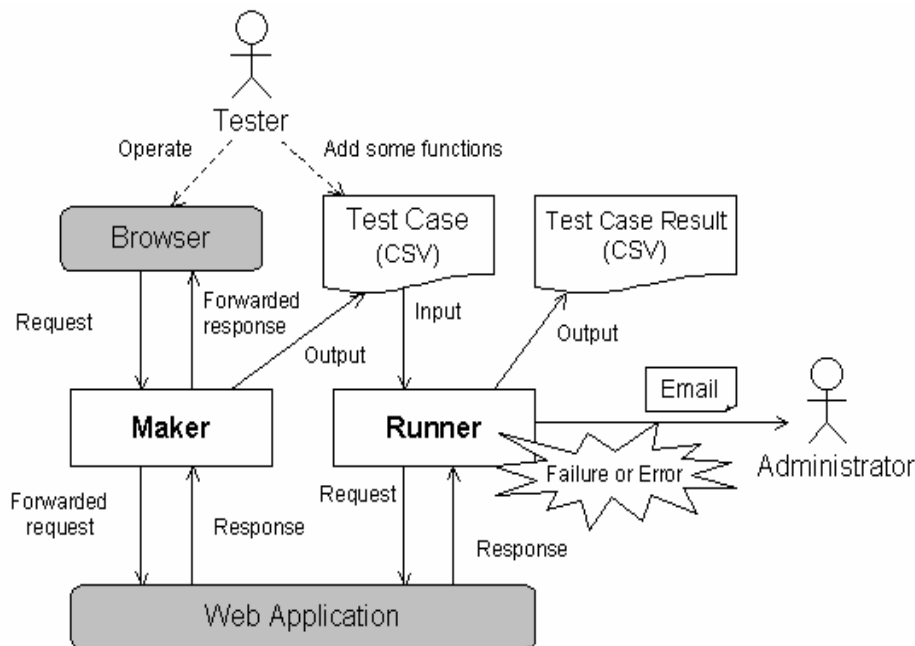 Tester
Operate
Add some functions
Browser
Test Case
(CSV)
Test Case Result
(CSV)
Request
Forwarded
response
Input
Output
Output
Email
Maker
Runner
Failure or Error
Administrator
Forwarded
request
Response
Request
Response
Web Application